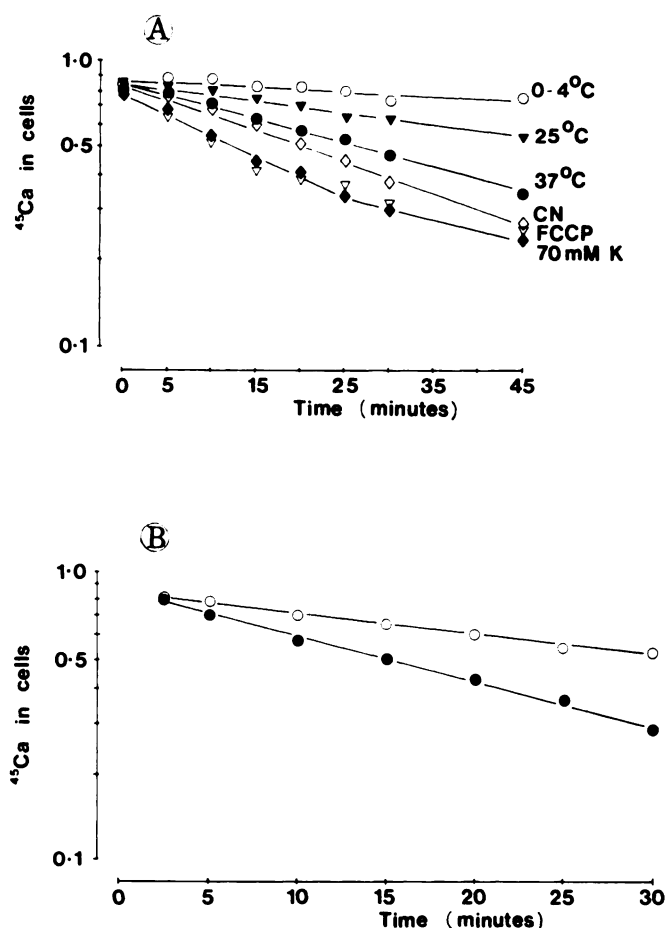 A
1·0
0·5
0·1
⁴⁵Ca in cells
0-4°C
25°C
37°C
CN
FCCP
70mM K
0 5 15 25 35 45
Time (minutes)
B
1·0
0·5
0·1
⁴⁵Ca in cells
0 5 10 15 20 25 30
Time (minutes)